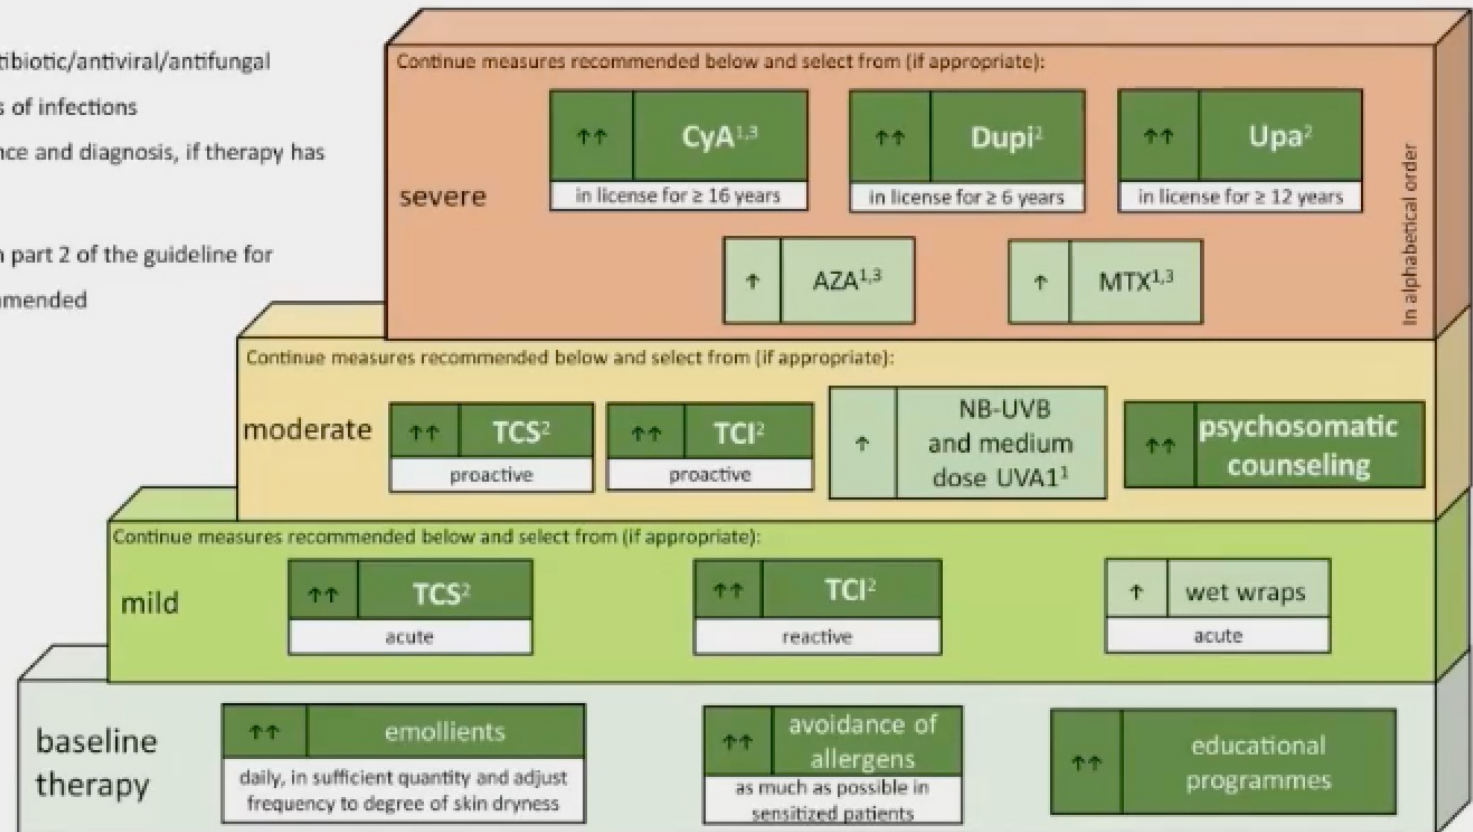 tibiotic/antiviral/antifungal
s of infections
nce and diagnosis, if therapy has
n part 2 of the guideline for
mmended
Continue measures recommended below and select from (if appropriate):
severe
↑↑ CyA¹,³
in license for ≥ 16 years
↑↑ Dupi²
in license for ≥ 6 years
↑↑ Upa²
in license for ≥ 12 years
↑ AZA¹,³
↑ MTX¹,³
In alphabetical order
Continue measures recommended below and select from (if appropriate):
moderate
↑↑ TCS²
proactive
↑↑ TCI²
proactive
↑ NB-UVB
and medium
dose UVA1¹
↑↑ psychosomatic
counseling
Continue measures recommended below and select from (if appropriate):
mild
↑↑ TCS²
acute
↑↑ TCI²
reactive
↑ wet wraps
acute
baseline
therapy
↑↑ emollients
daily, in sufficient quantity and adjust
frequency to degree of skin dryness
↑↑ avoidance of
allergens
as much as possible in
sensitized patients
↑↑ educational
programmes